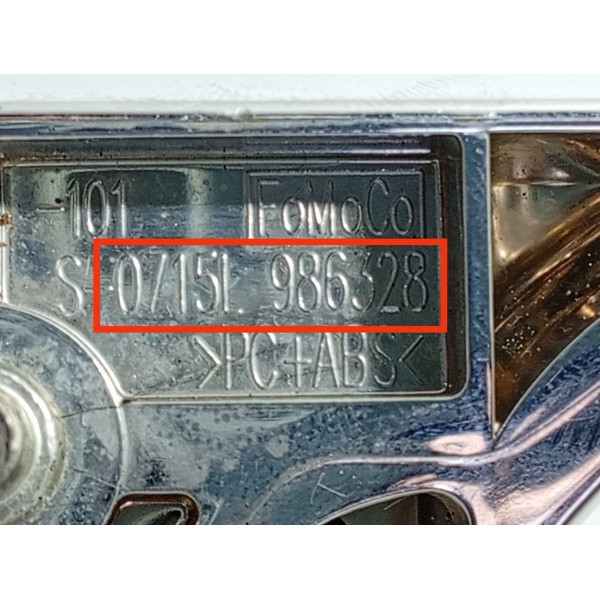 -101 FoMoCo
S-0715L 986328
>PC+ABS<